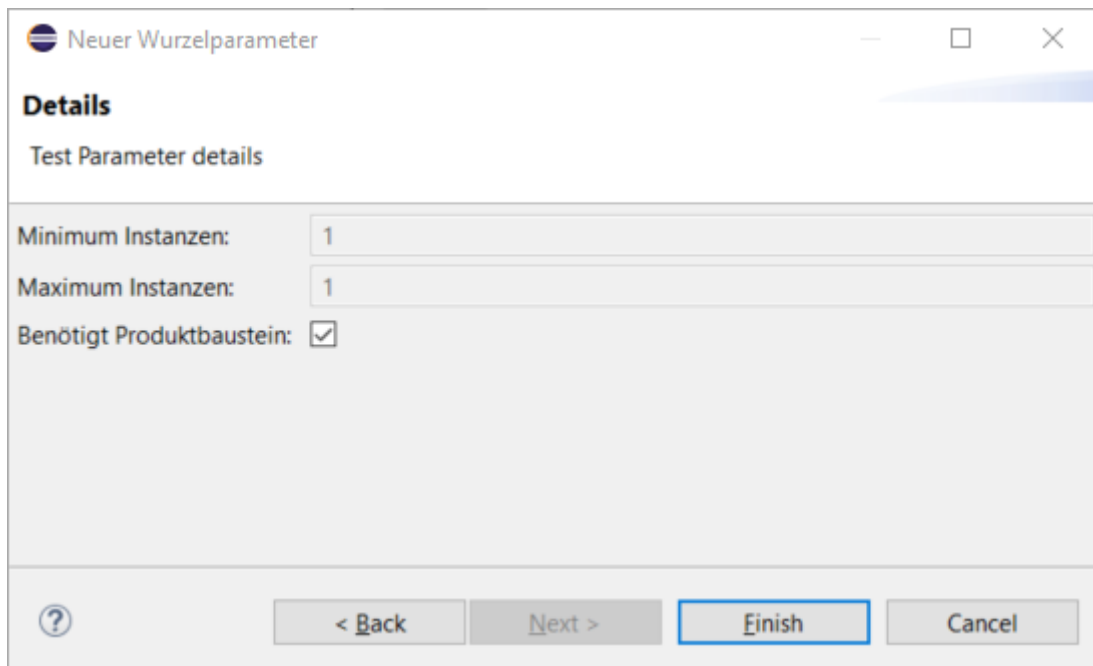 Neuer Wurzelparameter
Details
Test Parameter details
Minimum Instanzen: 1
Maximum Instanzen: 1
Benötigt Produktbaustein:
? < Back Next > Finish Cancel